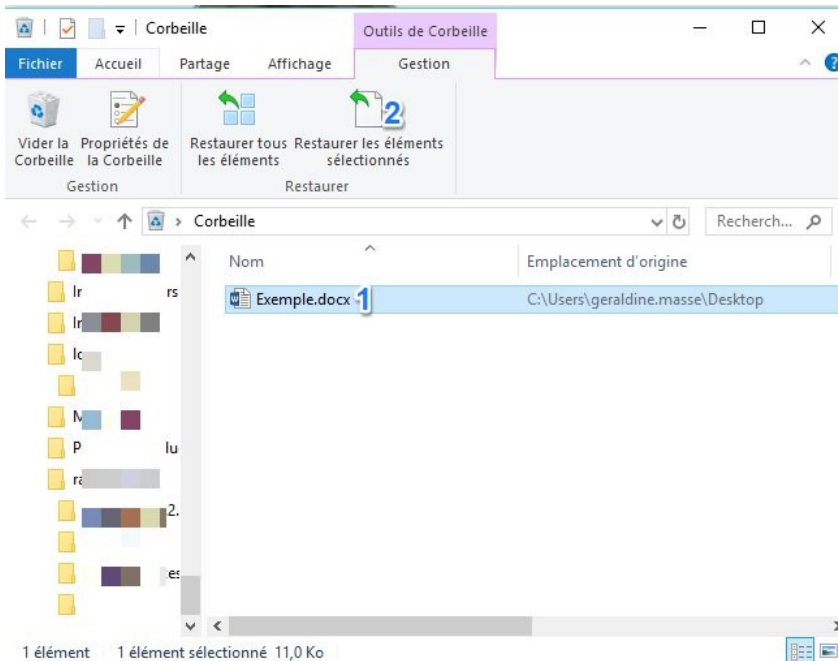 Corbeille
Outils de Corbeille
Fichier Accueil Partage Affichage Gestion
Vider la Corbeille
Propriétés de la Corbeille
Restaurer tous les éléments
Restaurer les éléments sélectionnés
2
Gestion
Restaurer
Corbeille
Recherch...
Nom
Emplacement d'origine
Exemple.docx 1 C:\Users\geraldine.masse\Desktop
1 élément 1 élément sélectionné 11,0 Ko